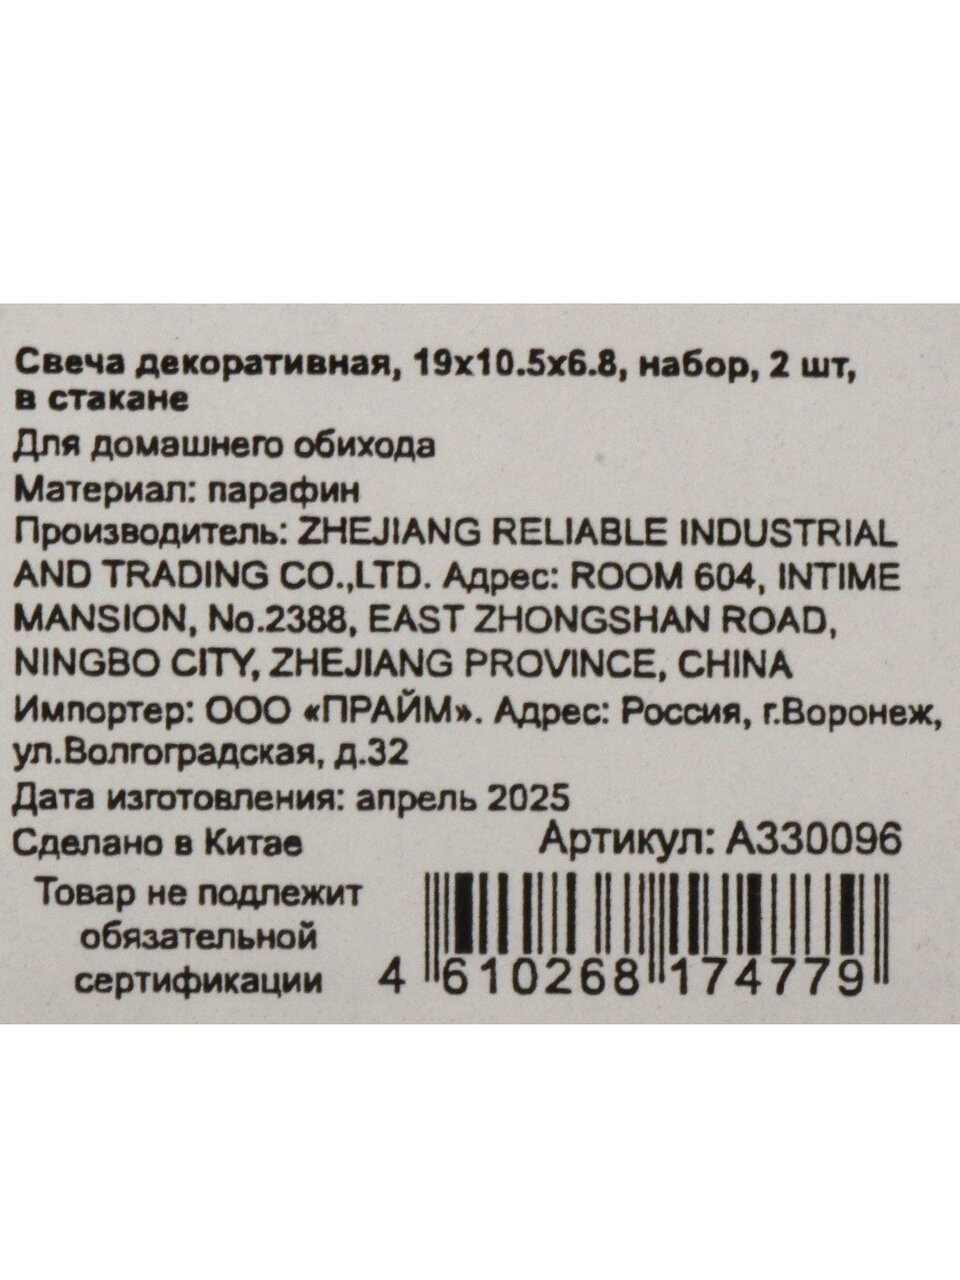 Свеча декоративная, 19x10.5x6.8, набор, 2 шт,
в стакане
Для домашнего обихода
Материал: парафин
Производитель: ZHEJIANG RELIABLE INDUSTRIAL
AND TRADING CO.,LTD. Адрес: ROOM 604, INTIME
MANSION, No.2388, EAST ZHONGSHAN ROAD,
NINGBO CITY, ZHEJIANG PROVINCE, CHINA
Импортер: ООО «ПРАЙМ». Адрес: Россия, г.Воронеж,
ул.Волгоградская, д.32
Дата изготовления: апрель 2025
Сделано в Китае
Артикул: A330096
Товар не подлежит
обязательной
сертификации
4 610268 174779